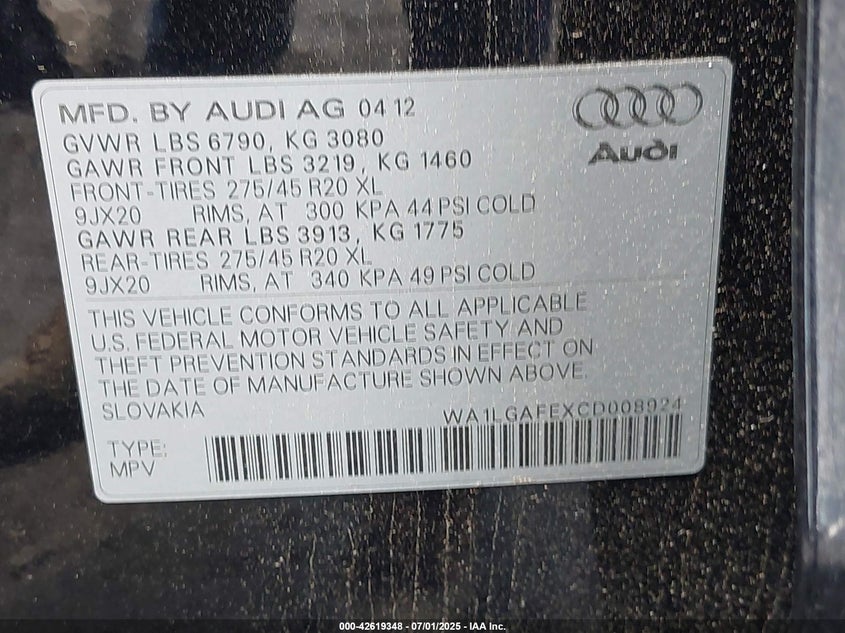 MFD. BY AUDI AG 04 12
GVWR LBS 6790, KG 3080
GAWR FRONT LBS 3219, KG 1460
FRONT-TIRES 275/45 R20 XL
9JX20 RIMS, AT 300 KPA 44 PSI COLD
GAWR REAR LBS 3913, KG 1775
REAR-TIRES 275/45 R20 XL
9JX20 RIMS, AT 340 KPA 49 PSI COLD
Audi
THIS VEHICLE CONFORMS TO ALL APPLICABLE
U.S. FEDERAL MOTOR VEHICLE SAFETY AND
THEFT PREVENTION STANDARDS IN EFFECT ON
THE DATE OF MANUFACTURE SHOWN ABOVE.
SLOVAKIA
WA1LGAFEXCD008924
TYPE:
MPV
000-42619348 - 07/01/2025 - IAA Inc.